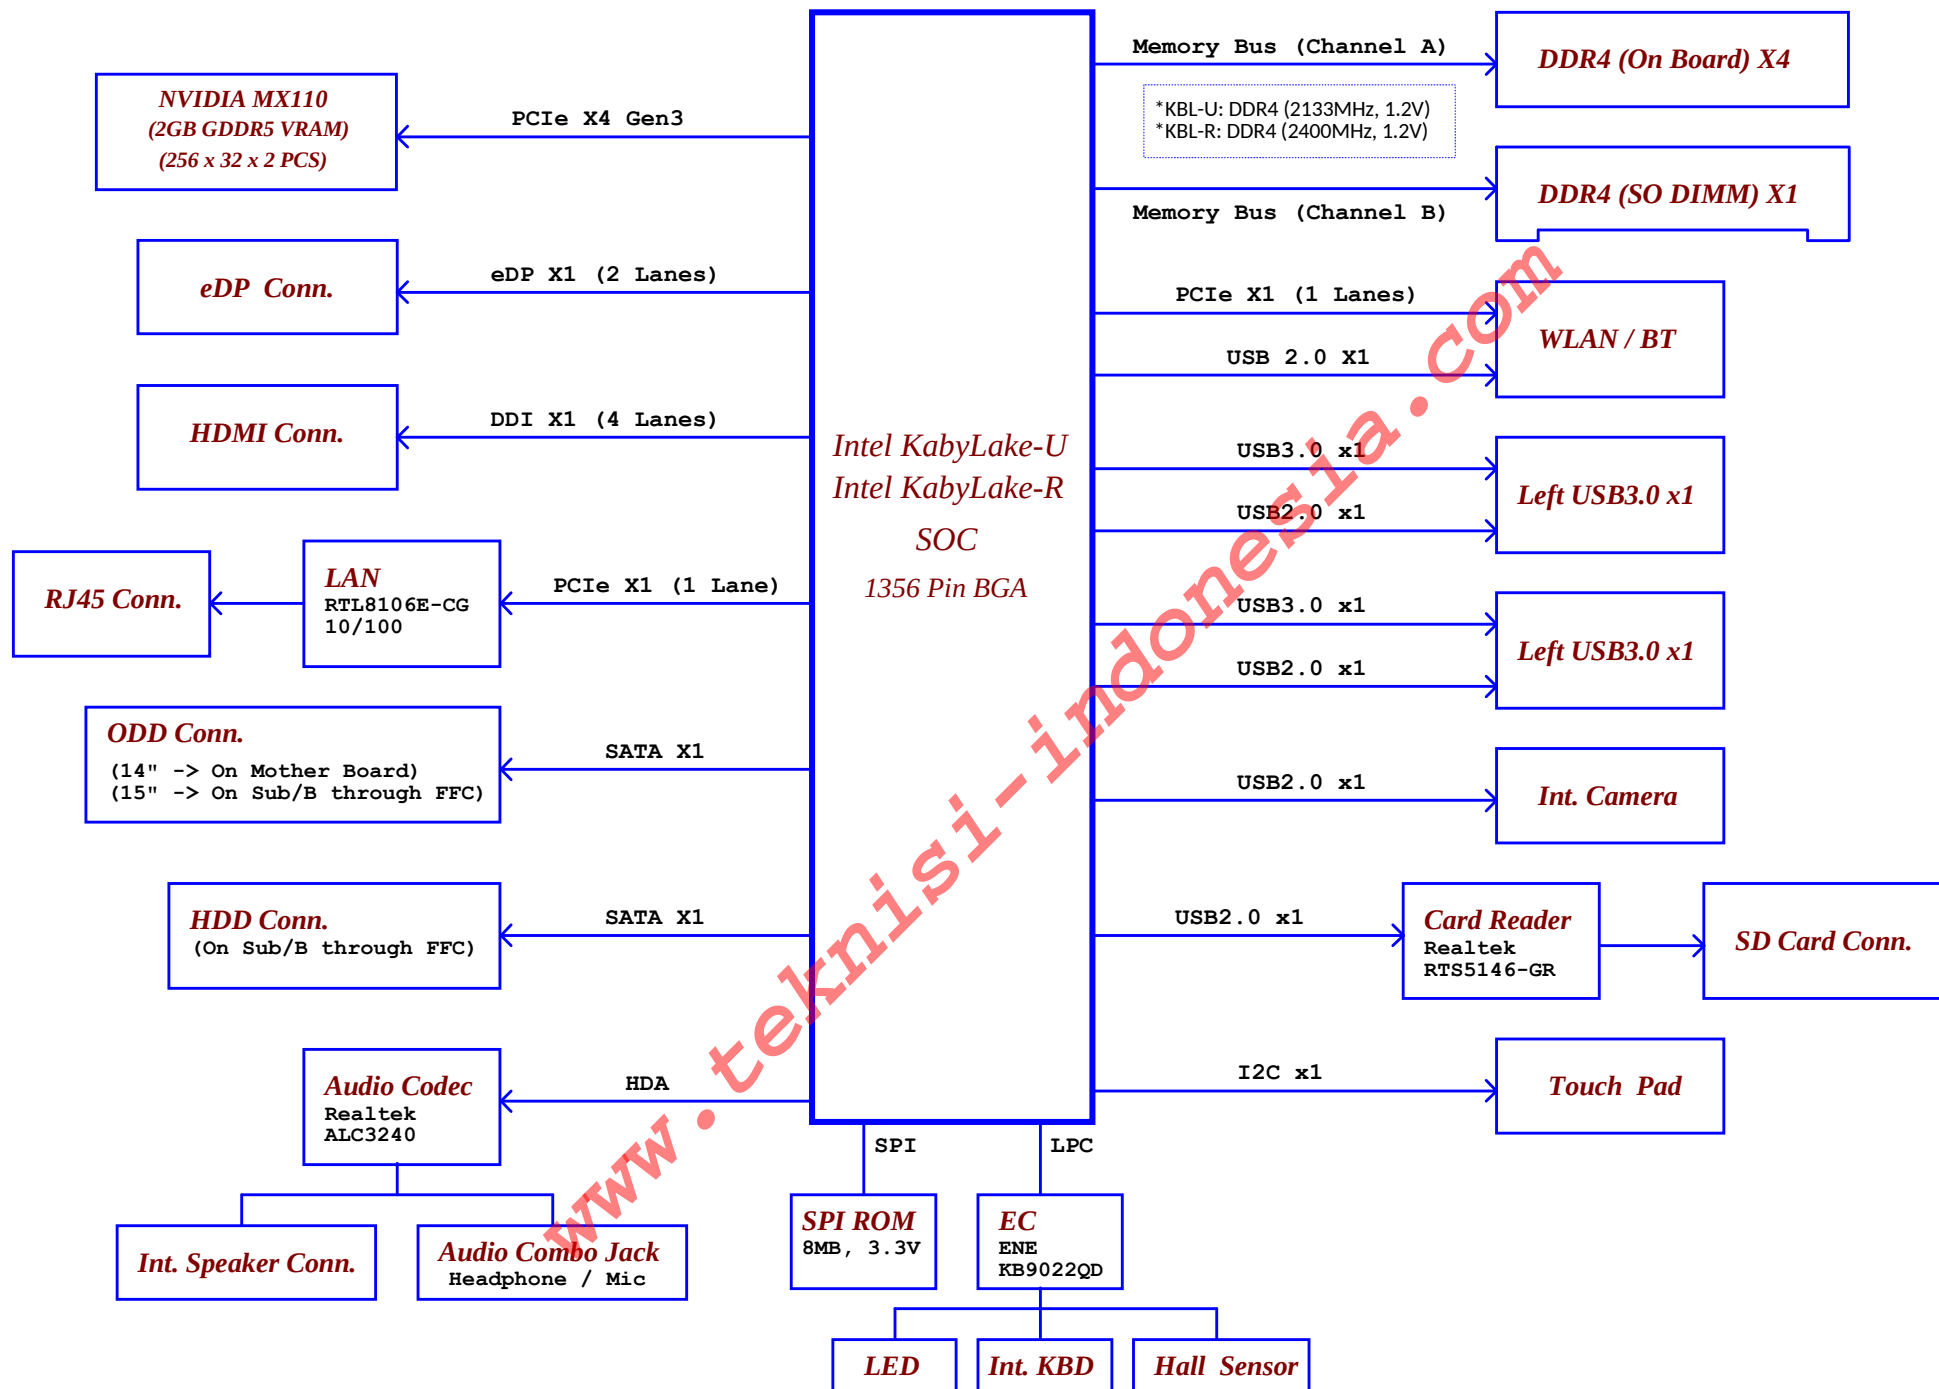 Memory Bus (Channel A)
DDR4 (On Board) X4
NVIDIA MX110
(2GB GDDR5 VRAM)
(256 x 32 x 2 PCS)
PCIe X4 Gen3
*KBL-U: DDR4 (2133MHz, 1.2V)
*KBL-R: DDR4 (2400MHz, 1.2V)
DDR4 (SO DIMM) X1
Memory Bus (Channel B)
eDP Conn.
eDP X1 (2 Lanes)
PCIe X1 (1 Lanes)
WLAN / BT
USB 2.0 X1
HDMI Conn.
DDI X1 (4 Lanes)
Intel KabyLake-U
Intel KabyLake-R
SOC
1356 Pin BGA
USB3.0 x1
Left USB3.0 x1
USB2.0 x1
RJ45 Conn.
LAN
RTL8106E-CG
10/100
PCIe X1 (1 Lane)
USB3.0 x1
Left USB3.0 x1
USB2.0 x1
ODD Conn.
(14" -> On Mother Board)
(15" -> On Sub/B through FFC)
SATA X1
USB2.0 x1
Int. Camera
HDD Conn.
(On Sub/B through FFC)
SATA X1
USB2.0 x1
Card Reader
Realtek
RTS5146-GR
SD Card Conn.
Audio Codec
Realtek
ALC3240
HDA
I2C x1
Touch Pad
SPI
LPC
Int. Speaker Conn.
Audio Combo Jack
Headphone / Mic
SPI ROM
8MB, 3.3V
EC
ENE
KB9022QD
LED
Int. KBD
Hall Sensor
www.teknisi-indonesia.com